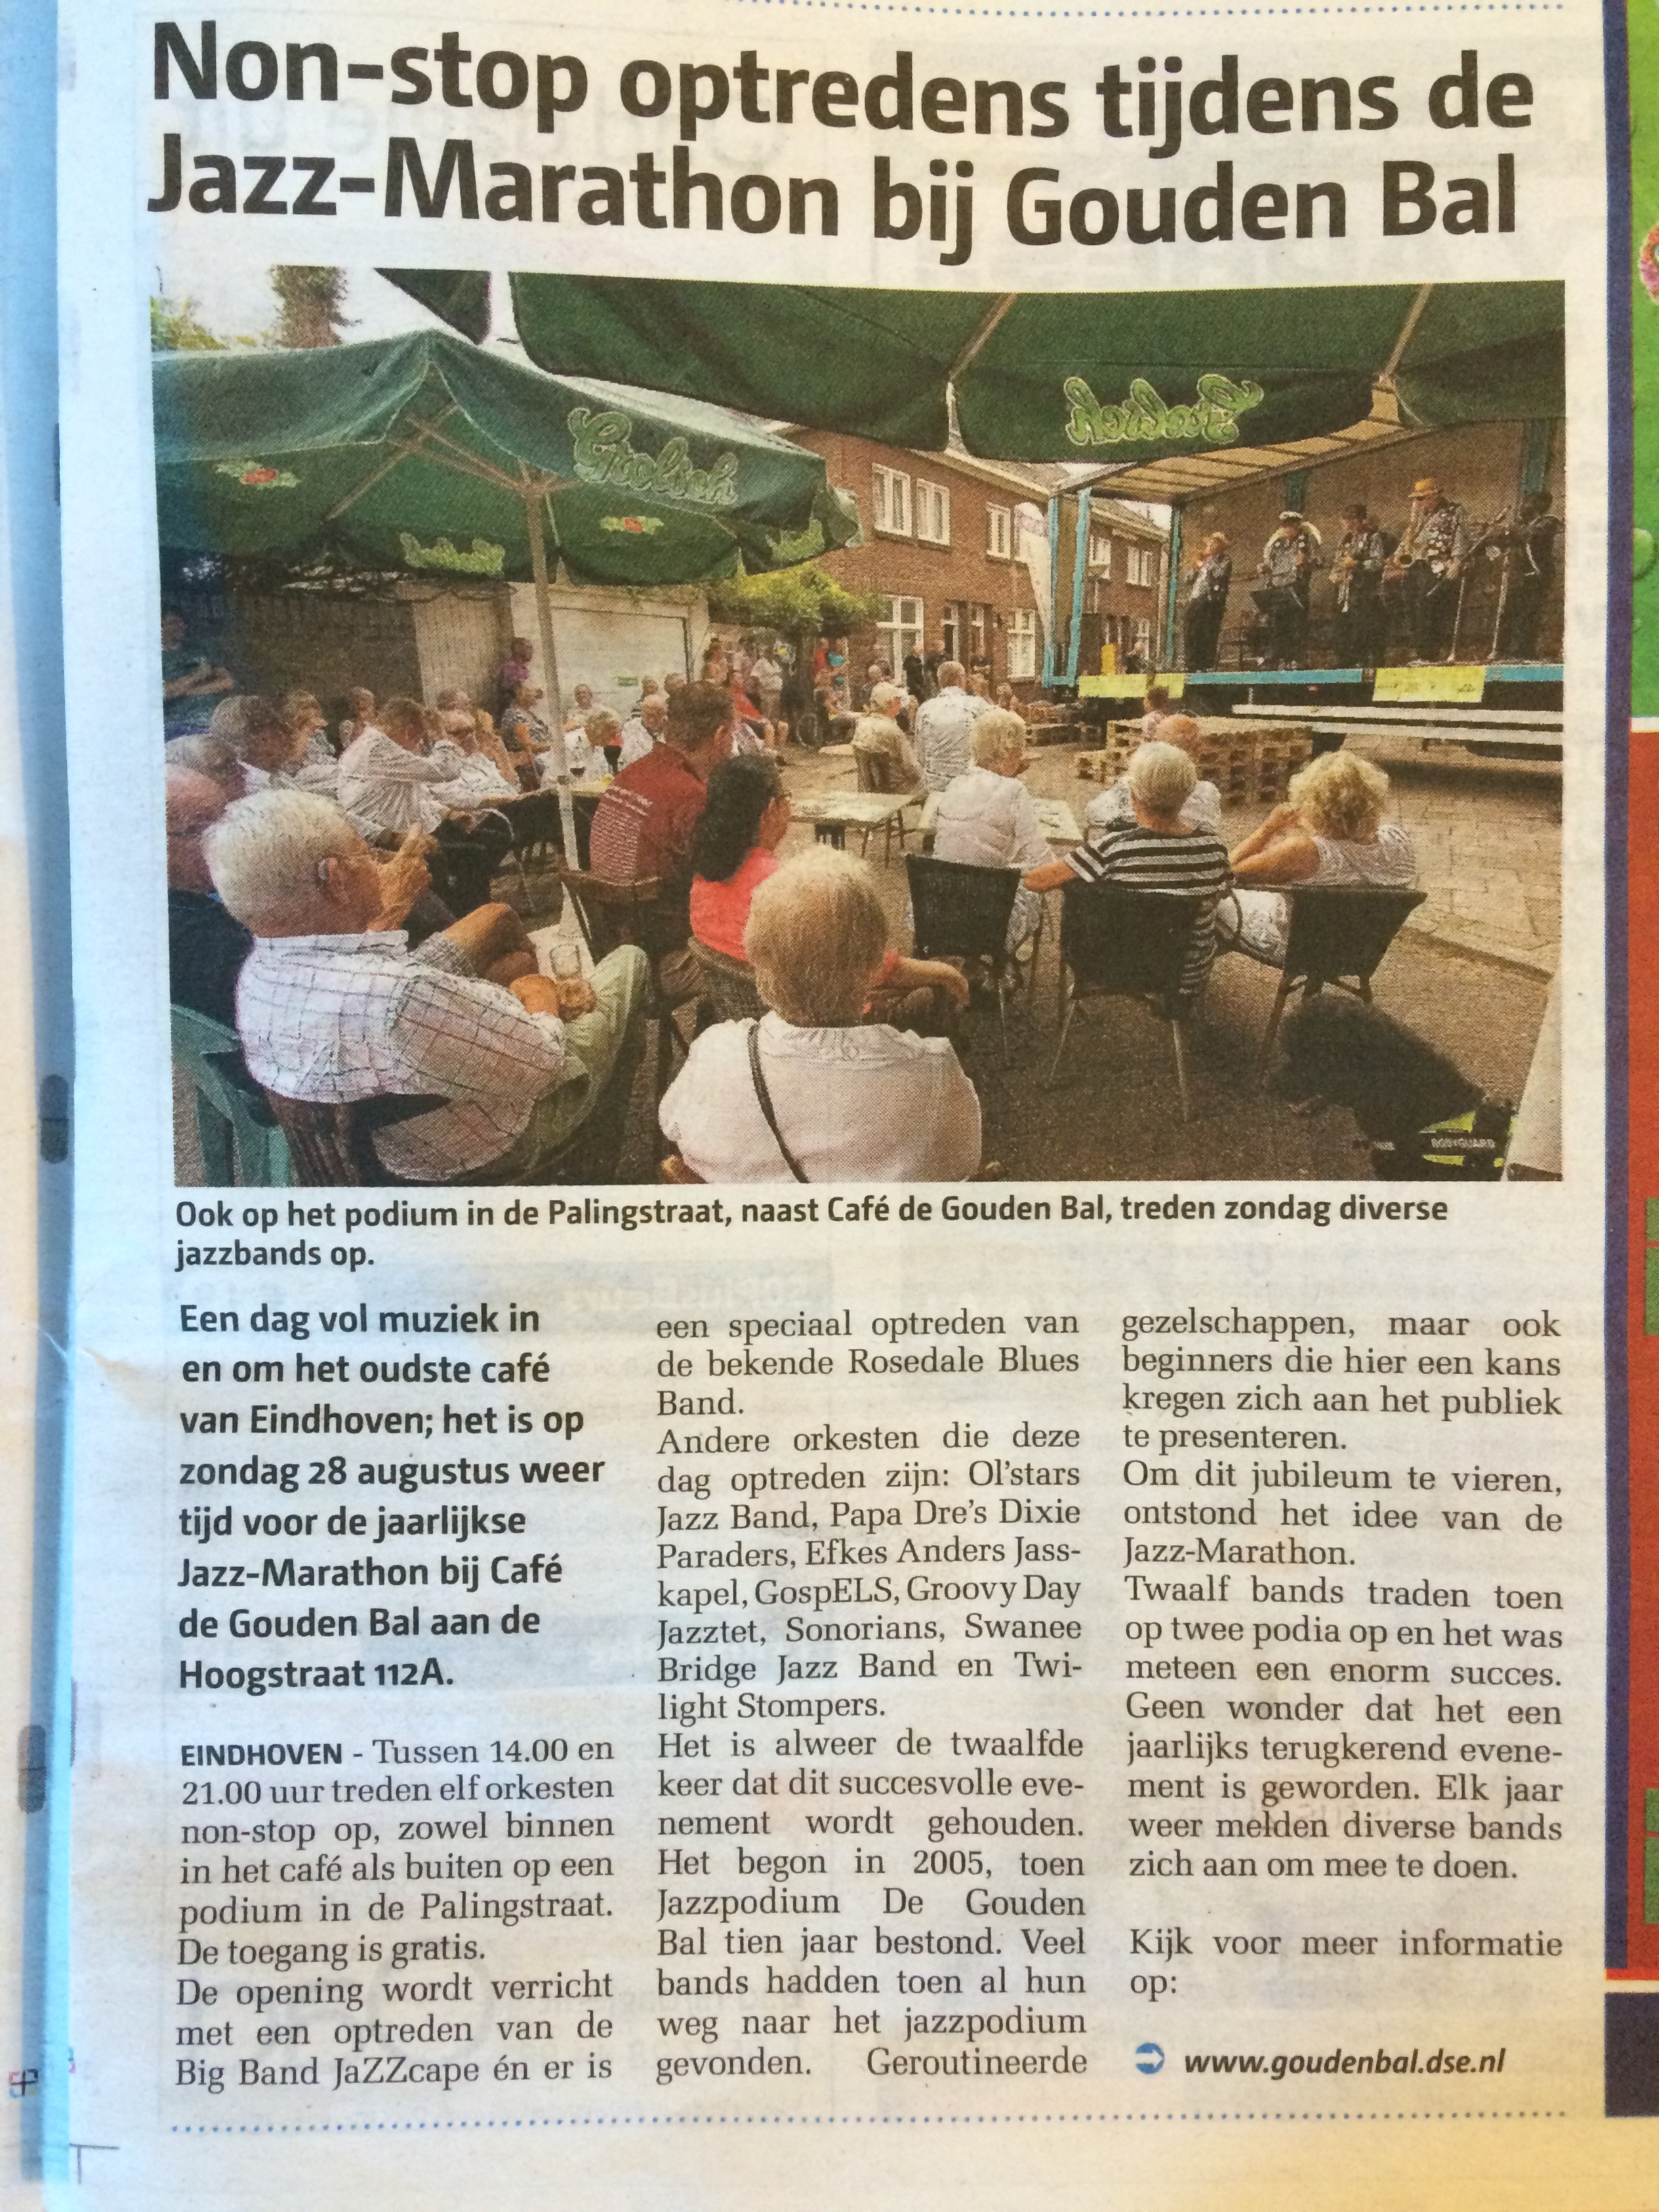 Non-stop optredens tijdens de
Jazz-Marathon bij Gouden Bal
Grolsch
Grolsch
Grolsch
BODYGUARD
Ook op het podium in de Palingstraat, naast Café de Gouden Bal, treden zondag diverse
jazzbands op.
Een dag vol muziek in
en om het oudste café
van Eindhoven; het is op
zondag 28 augustus weer
tijd voor de jaarlijkse
Jazz-Marathon bij Café
de Gouden Bal aan de
Hoogstraat 112A.
EINDHOVEN - Tussen 14.00 en
21.00 uur treden elf orkesten
non-stop op, zowel binnen
in het café als buiten op een
podium in de Palingstraat.
De toegang is gratis.
De opening wordt verricht
met een optreden van de
Big Band JaZZcape én er is
een speciaal optreden van
de bekende Rosedale Blues
Band.
Andere orkesten die deze
dag optreden zijn: Ol'stars
Jazz Band, Papa Dre's Dixie
Paraders, Efkes Anders Jass-
kapel, GospELS, Groovy Day
Jazztet, Sonorians, Swanee
Bridge Jazz Band en Twi-
light Stompers.
Het is alweer de twaalfde
keer dat dit succesvolle eve-
nement wordt gehouden.
Het begon in 2005, toen
Jazzpodium De Gouden
Bal tien jaar bestond. Veel
bands hadden toen al hun
weg naar het jazzpodium
gevonden. Geroutineerde
gezelschappen, maar ook
beginners die hier een kans
kregen zich aan het publiek
te presenteren.
Om dit jubileum te vieren,
ontstond het idee van de
Jazz-Marathon.
Twaalf bands traden toen
op twee podia op en het was
meteen een enorm succes.
Geen wonder dat het een
jaarlijks terugkerend evene-
ment is geworden. Elk jaar
weer melden diverse bands
zich aan om mee te doen.
Kijk voor meer informatie
op:
www.goudenbal.dse.nl